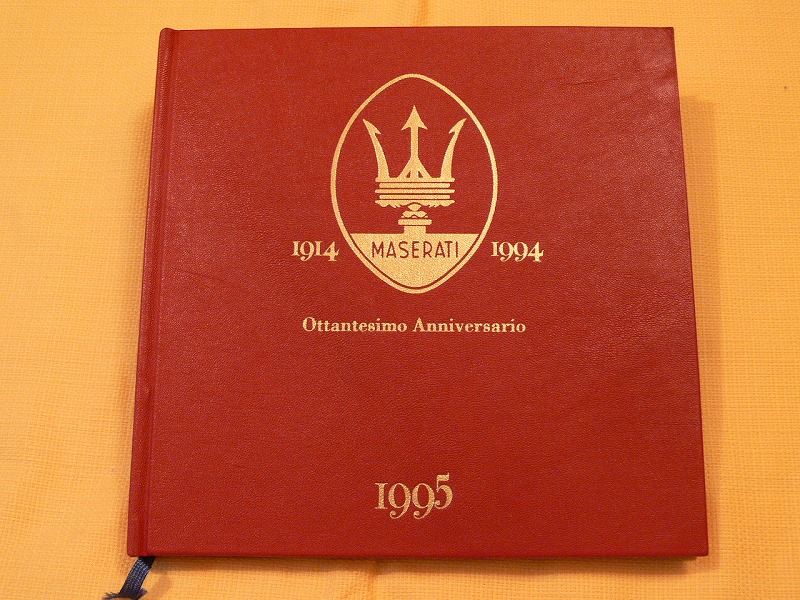 1914 MASERATI 1994
Ottantesimo Anniversario
1995